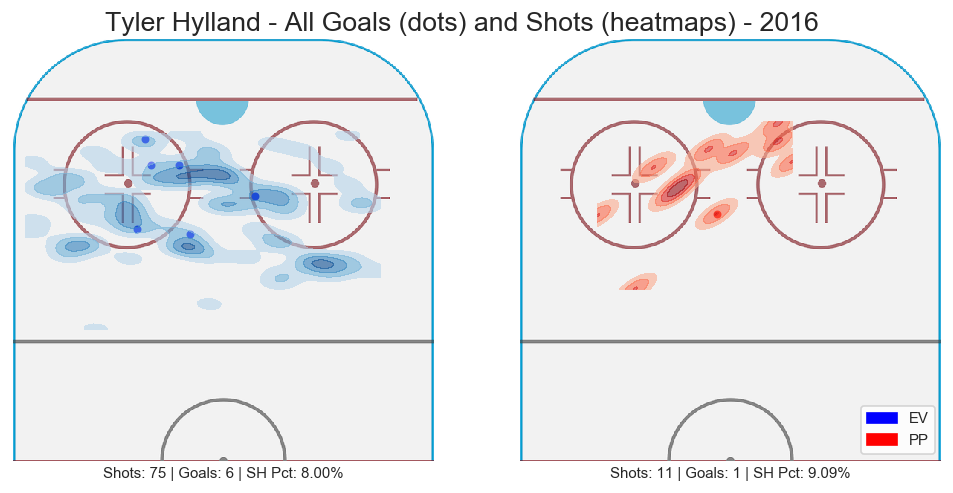 Tyler Hylland - All Goals (dots) and Shots (heatmaps) - 2016
EV
PP
Shots: 75 | Goals: 6 | SH Pct: 8.00%
Shots: 11 | Goals: 1 | SH Pct: 9.09%